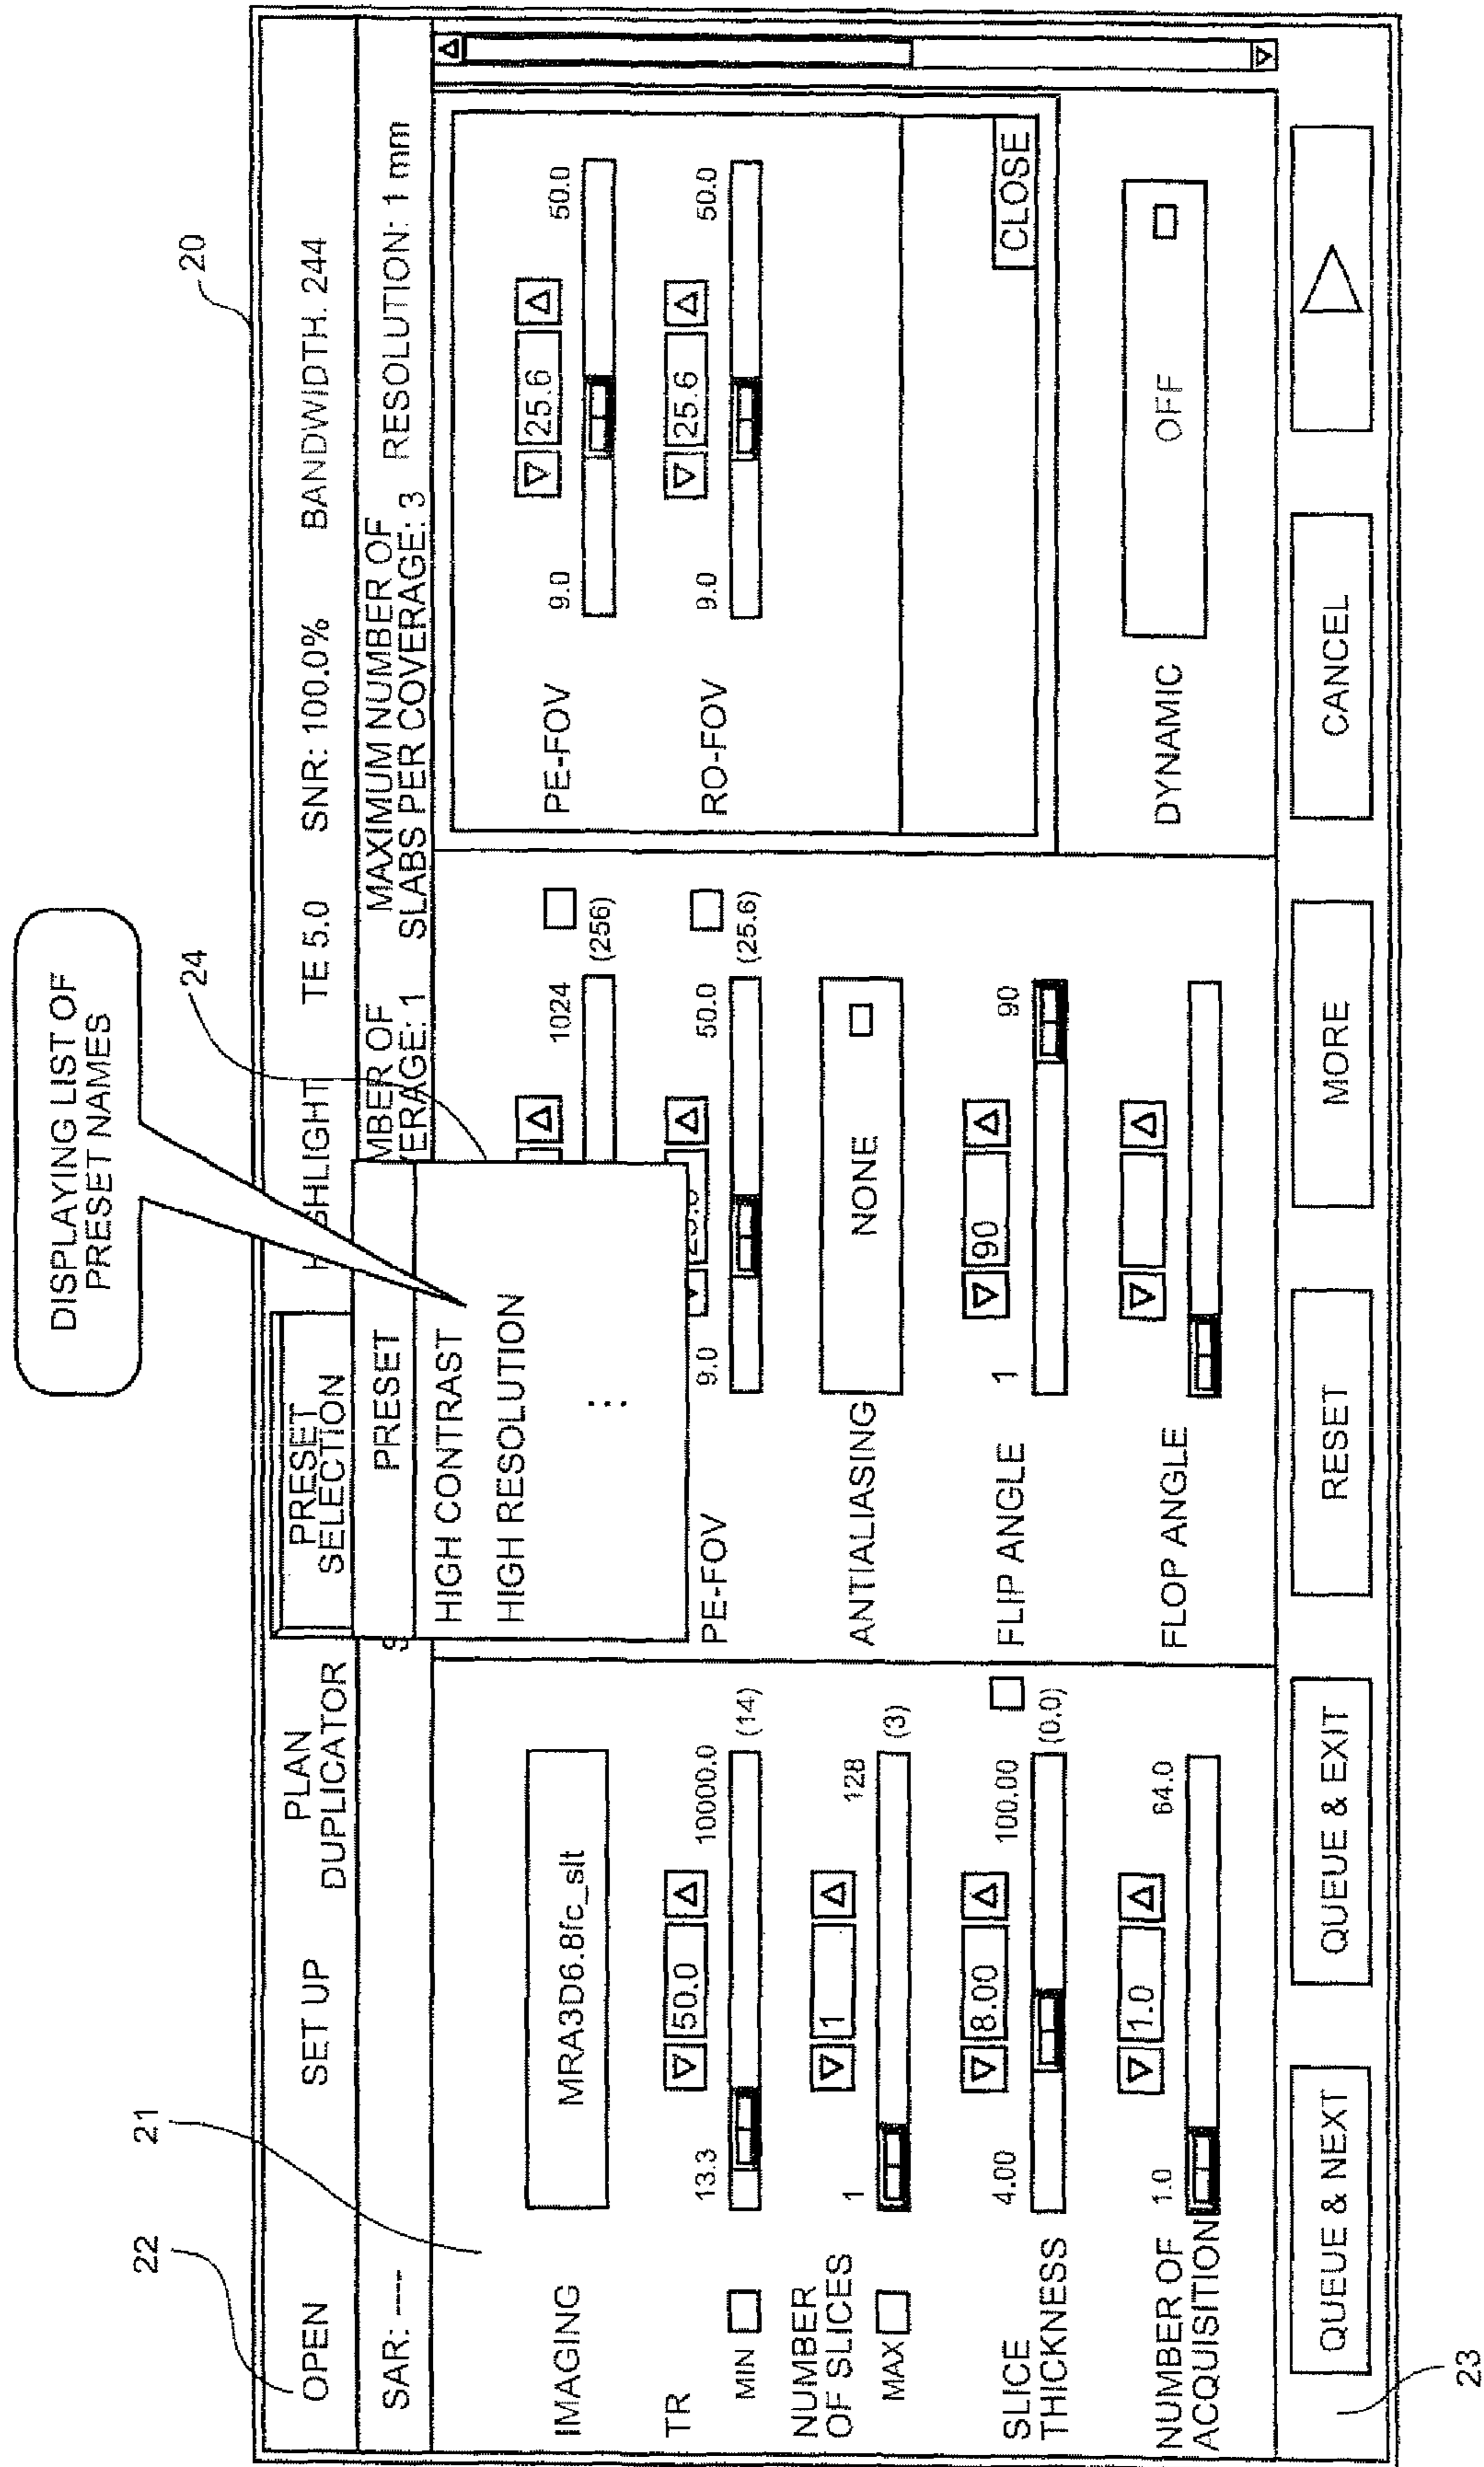 DISPLAYING LIST OF
PRESET NAMES
22
21
24
20
OPEN
SET UP
PLAN
DUPLICATOR
PRESET
SELECTION
HIGHLIGHT
TE 5.0
SNR: 100.0%
BANDWIDTH. 244
SAR: ----
S
MBER OF
ERAGE: 1
MAXIMUM NUMBER OF
SLABS PER COVERAGE: 3
RESOLUTION: 1 mm
PRESET
HIGH CONTRAST
HIGH RESOLUTION
...
IMAGING
MRA3D6.8fc_slt
TR
13.3
50.0
10000.0
MIN
(14)
NUMBER
OF SLICES
1
1
128
MAX
(3)
SLICE
THICKNESS
4.00
8.00
100.00
(0.0)
NUMBER OF
ACQUISITION
1.0
1.0
64.0
1024
(256)
PE-FOV
9.0
50.0
(25.6)
ANTIALIASING
NONE
FLIP ANGLE
1
90
90
FLOP ANGLE
PE-FOV
9.0
25.6
50.0
RO-FOV
9.0
25.6
50.0
CLOSE
DYNAMIC
OFF
QUEUE & NEXT
QUEUE & EXIT
RESET
MORE
CANCEL
23